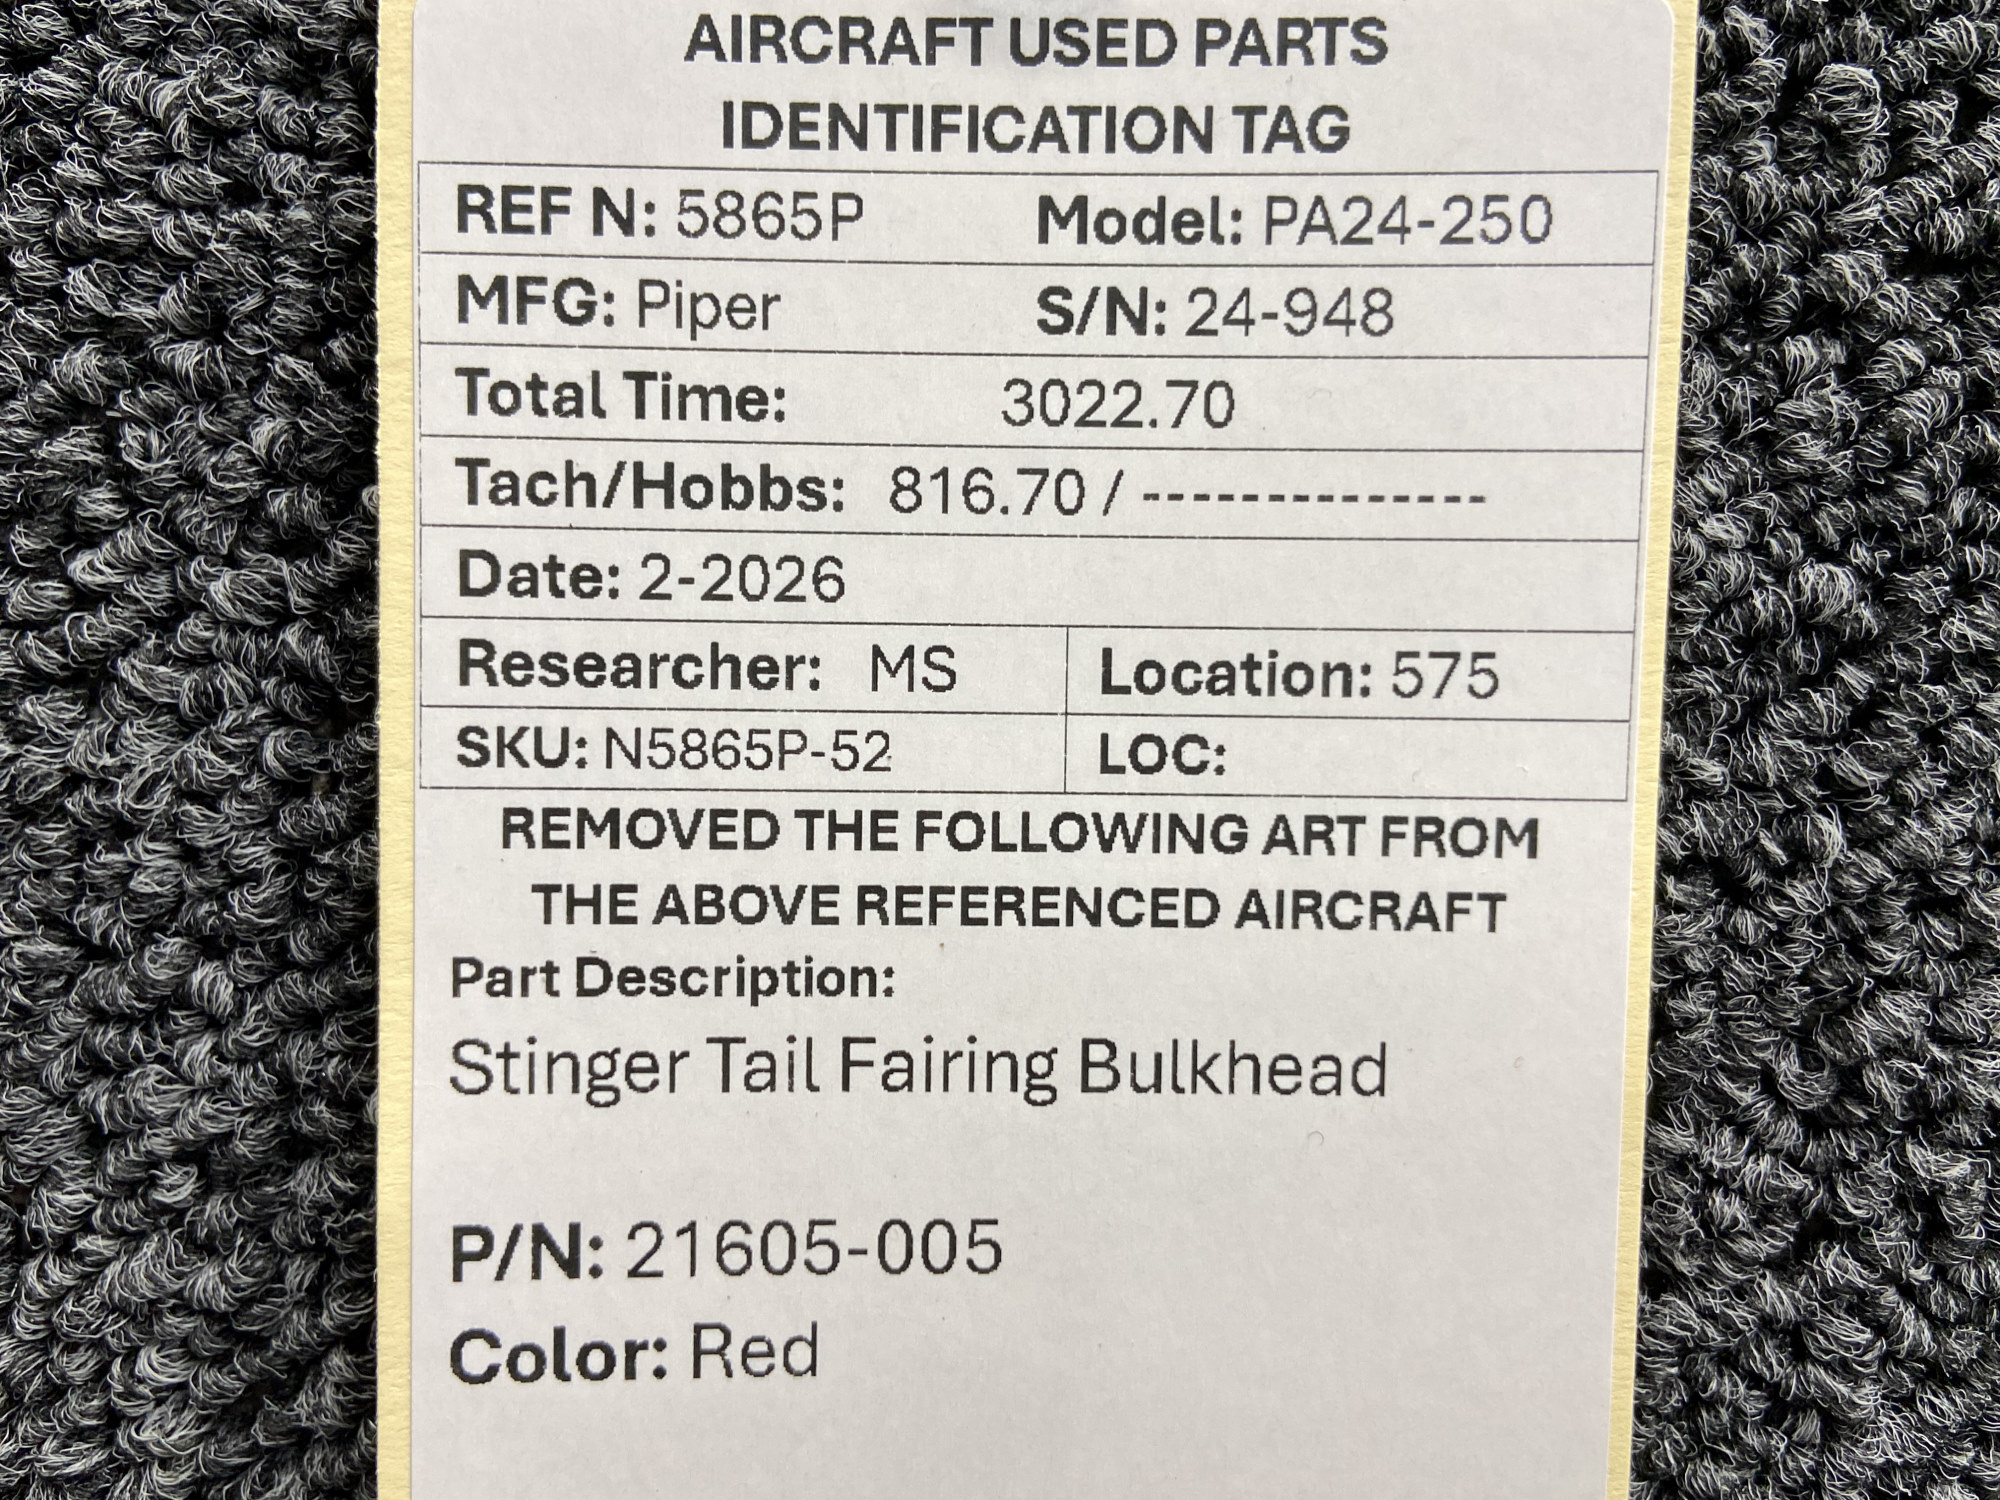 AIRCRAFT USED PARTS
IDENTIFICATION TAG
REF N: 5865P Model: PA24-250
MFG: Piper S/N: 24-948
Total Time: 3022.70
Tach/Hobbs: 816.70 / --------------
Date: 2-2026
Researcher: MS Location: 575
SKU: N5865P-52 LOC:
REMOVED THE FOLLOWING ART FROM
THE ABOVE REFERENCED AIRCRAFT
Part Description:
Stinger Tail Fairing Bulkhead
P/N: 21605-005
Color: Red